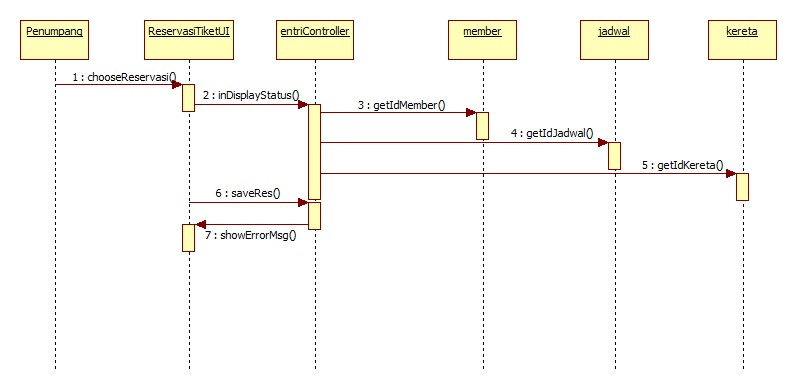 Penumpang
ReservasiTiketUI
entriController
member
jadwal
kereta
1 : chooseReservasi()
2 : inDisplayStatus()
3 : getIdMember()
4 : getIdJadwal()
5 : getIdKereta()
6 : saveRes()
7 : showErrorMsg()